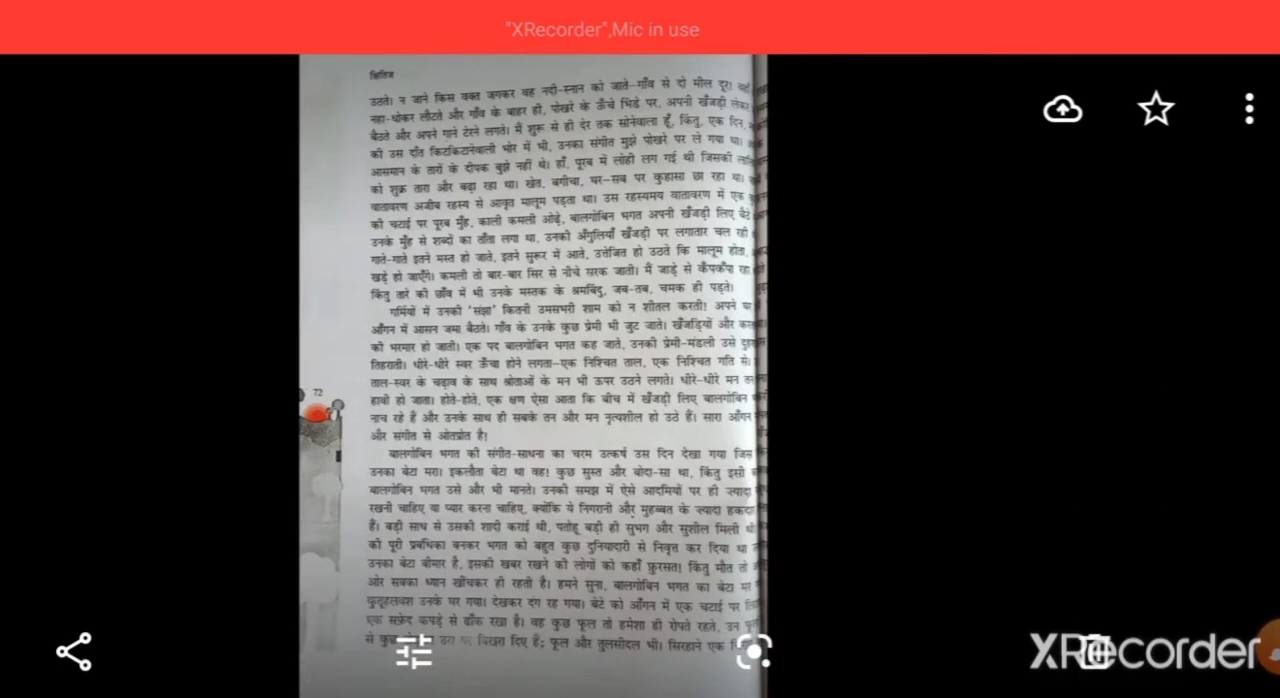 "XRecorder",Mic in use
क्षितिज
उठते। न जाने किस वक्त जगकर वह नदी-स्नान को जाते-गाँव से दो मील दूर! वहाँ
नहा-धोकर लौटते और गाँव के बाहर ही, पोखरे के ऊँचे भिंडे पर, अपनी खँजड़ी लेकर
बैठते और अपने गाने टेरने लगते। मैं शुरू से ही देर तक सोनेवाला हूँ, किंतु, एक दिन,
की उस दाँत किटकिटानेवाली भोर में भी, उनका संगीत मुझे पोखरे पर ले गया था।
आसमान के तारों के दीपक बुझे नहीं थे। हाँ, पूरब में लोही लग गई थी जिसकी
को शुक्र तारा और बढ़ा रहा था। खेत, बगीचा, घर-सब पर कुहासा छा रहा था।
वातावरण अजीब रहस्य से आवृत मालूम पड़ता था। उस रहस्यमय वातावरण में एक
की चटाई पर पूरब मुँह, काली कमली ओढ़े, बालगोबिन भगत अपनी खँजड़ी लिए बैठे
उनके मुँह से शब्दों का ताँता लगा था, उनकी अँगुलियाँ खँजड़ी पर लगातार चल रही
गाते-गाते इतने मस्त हो जाते, इतने सुरूर में आते, उत्तेजित हो उठते कि मालूम होता,
खड़े हो जाएँगे। कमली तो बार-बार सिर से नीचे सरक जाती। मैं जाड़े से कँपकँपा रहा
किंतु तारे की छाँव में भी उनके मस्तक के श्रमबिंदु, जब-तब, चमक ही पड़ते।
गर्मियों में उनकी 'संझा' कितनी उमसभरी शाम को न शीतल करती! अपने घर
आँगन में आसन जमा बैठते। गाँव के उनके कुछ प्रेमी भी जुट जाते। खँजड़ियों और
की भरमार हो जाती। एक पद बालगोबिन भगत कह जाते, उनकी प्रेमी-मंडली उसे
तिहराती। धीरे-धीरे स्वर ऊँचा होने लगता-एक निश्चित ताल, एक निश्चित गति से।
ताल-स्वर के चढ़ाव के साथ श्रोताओं के मन भी ऊपर उठने लगते। धीरे-धीरे मन तन
हावी हो जाता। होते-होते, एक क्षण ऐसा आता कि बीच में खँजड़ी लिए बालगोबिन
नाच रहे हैं और उनके साथ ही सबके तन और मन नृत्यशील हो उठे हैं। सारा आँगन
और संगीत से ओतप्रोत है!
72
बालगोबिन भगत की संगीत-साधना का चरम उत्कर्ष उस दिन देखा गया जिस
उनका बेटा मरा। इकलौता बेटा था वह! कुछ सुस्त और बोदा-सा था, किंतु इसी
बालगोबिन भगत उसे और भी मानते। उनकी समझ में ऐसे आदमियों पर ही ज्यादा
रखनी चाहिए या प्यार करना चाहिए, क्योंकि ये निगरानी और मुहब्बत के ज्यादा हकदार
हैं। बड़ी साध से उसकी शादी कराई थी, पतोहू बड़ी ही सुभग और सुशील मिली थी
की पूरी प्रबंधिका बनकर भगत को बहुत कुछ दुनियादारी से निवृत्त कर दिया था
उनका बेटा बीमार है, इसकी खबर रखने की लोगों को कहाँ फ़ुरसत! किंतु मौत तो
ओर सबका ध्यान खींचकर ही रहती है। हमने सुना, बालगोबिन भगत का बेटा मर
कुतूहलवश उनके घर गया। देखकर दंग रह गया। बेटे को आँगन में एक चटाई पर
एक सफ़ेद कपड़े से ढाँक रखा है। वह कुछ फूल तो हमेशा ही रोपते रहते, उन
से कुछ उस पर बिखरा दिए हैं; फूल और तुलसीदल भी। सिरहाने एक
XRecorder